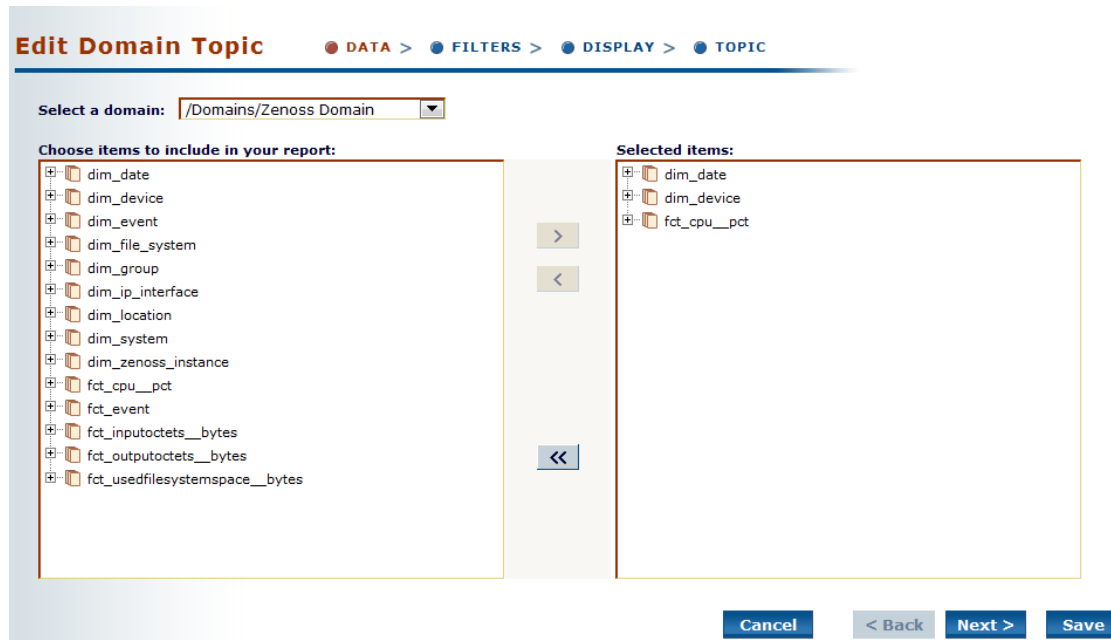 Edit Domain Topic DATA > FILTERS > DISPLAY > TOPIC
Select a domain: /Domains/Zenoss Domain
Choose items to include in your report:
dim_date
dim_device
dim_event
dim_file_system
dim_group
dim_ip_interface
dim_location
dim_system
dim_zenoss_instance
fct_cpu__pct
fct_event
fct_inputoctets__bytes
fct_outputoctets__bytes
fct_usedfilesystemspace__bytes
>
<
<<
Selected items:
dim_date
dim_device
fct_cpu__pct
Cancel < Back Next > Save